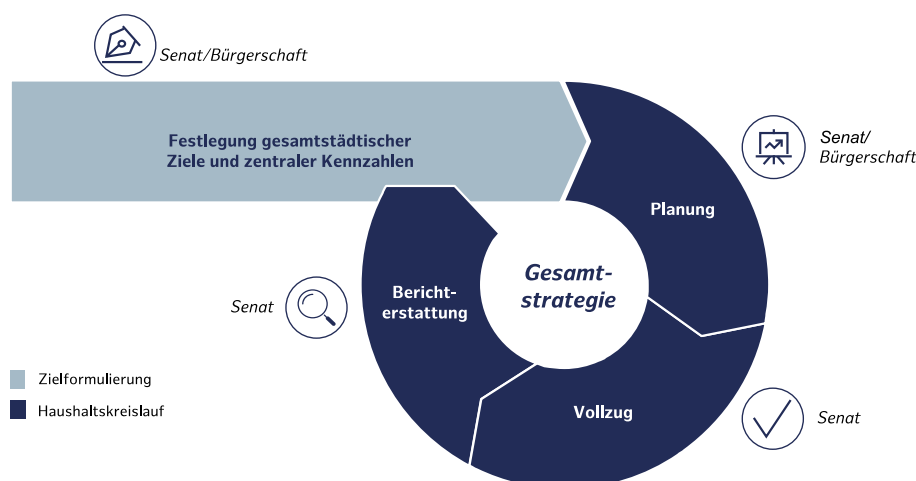 Senat/Bürgerschaft
Festlegung gesamtstädtischer
Ziele und zentraler Kennzahlen
Senat/
Bürgerschaft
Planung
Gesamt-
strategie
Bericht-
erstattung
Senat
Zielformulierung
Haushaltskreislauf
Vollzug
Senat